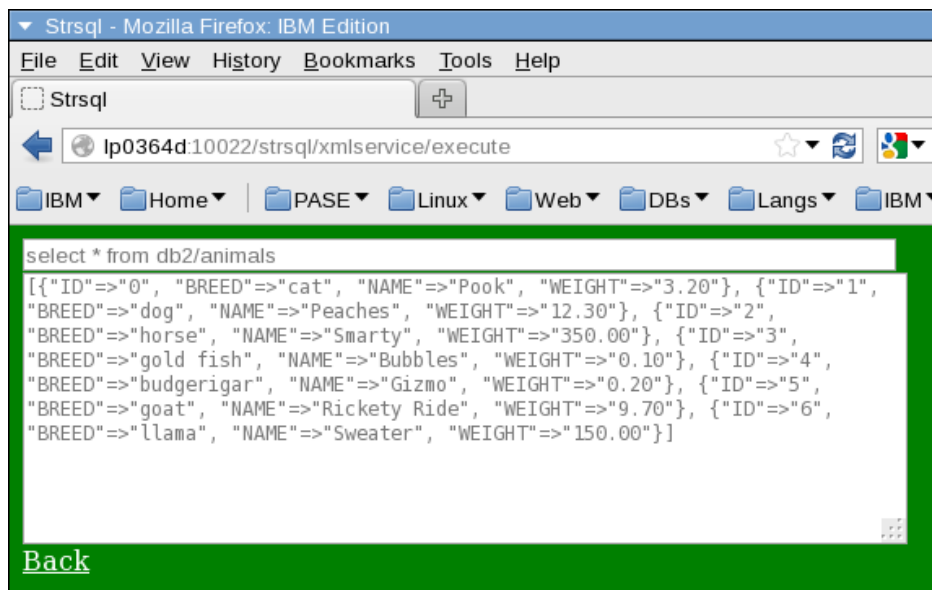 Strsql - Mozilla Firefox: IBM Edition
File Edit View History Bookmarks Tools Help
Strsql
lp0364d:10022/strsql/xmlservice/execute
IBM Home PASE Linux Web DBs Langs IBM
select * from db2/animals
[{"ID"=>"0", "BREED"=>"cat", "NAME"=>"Pook", "WEIGHT"=>"3.20"}, {"ID"=>"1",
"BREED"=>"dog", "NAME"=>"Peaches", "WEIGHT"=>"12.30"}, {"ID"=>"2",
"BREED"=>"horse", "NAME"=>"Smarty", "WEIGHT"=>"350.00"}, {"ID"=>"3",
"BREED"=>"gold fish", "NAME"=>"Bubbles", "WEIGHT"=>"0.10"}, {"ID"=>"4",
"BREED"=>"budgerigar", "NAME"=>"Gizmo", "WEIGHT"=>"0.20"}, {"ID"=>"5",
"BREED"=>"goat", "NAME"=>"Rickety Ride", "WEIGHT"=>"9.70"}, {"ID"=>"6",
"BREED"=>"llama", "NAME"=>"Sweater", "WEIGHT"=>"150.00"}]
Back